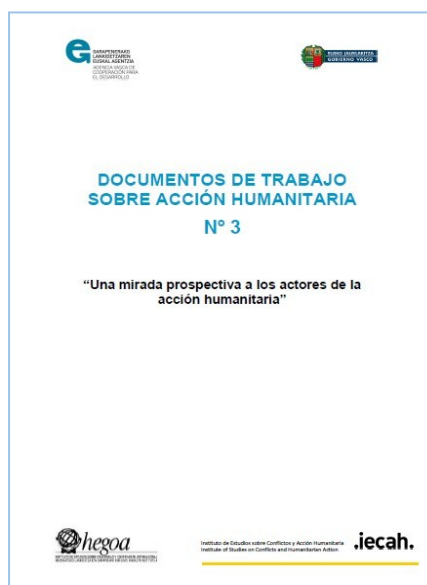 GARAPENERAKO
LANKIDETZAREN
EUSKAL AGENTZIA
AGENCIA VASCA DE
COOPERACIÓN PARA
EL DESARROLLO
EUSKO JAURLARITZA
GOBIERNO VASCO
DOCUMENTOS DE TRABAJO
SOBRE ACCIÓN HUMANITARIA
Nº 3
“Una mirada prospectiva a los actores de la
acción humanitaria”
hegoa
Instituto de Estudios sobre Conflictos y Acción Humanitaria
Institute of Studies on Conflicts and Humanitarian Action
.iecah.